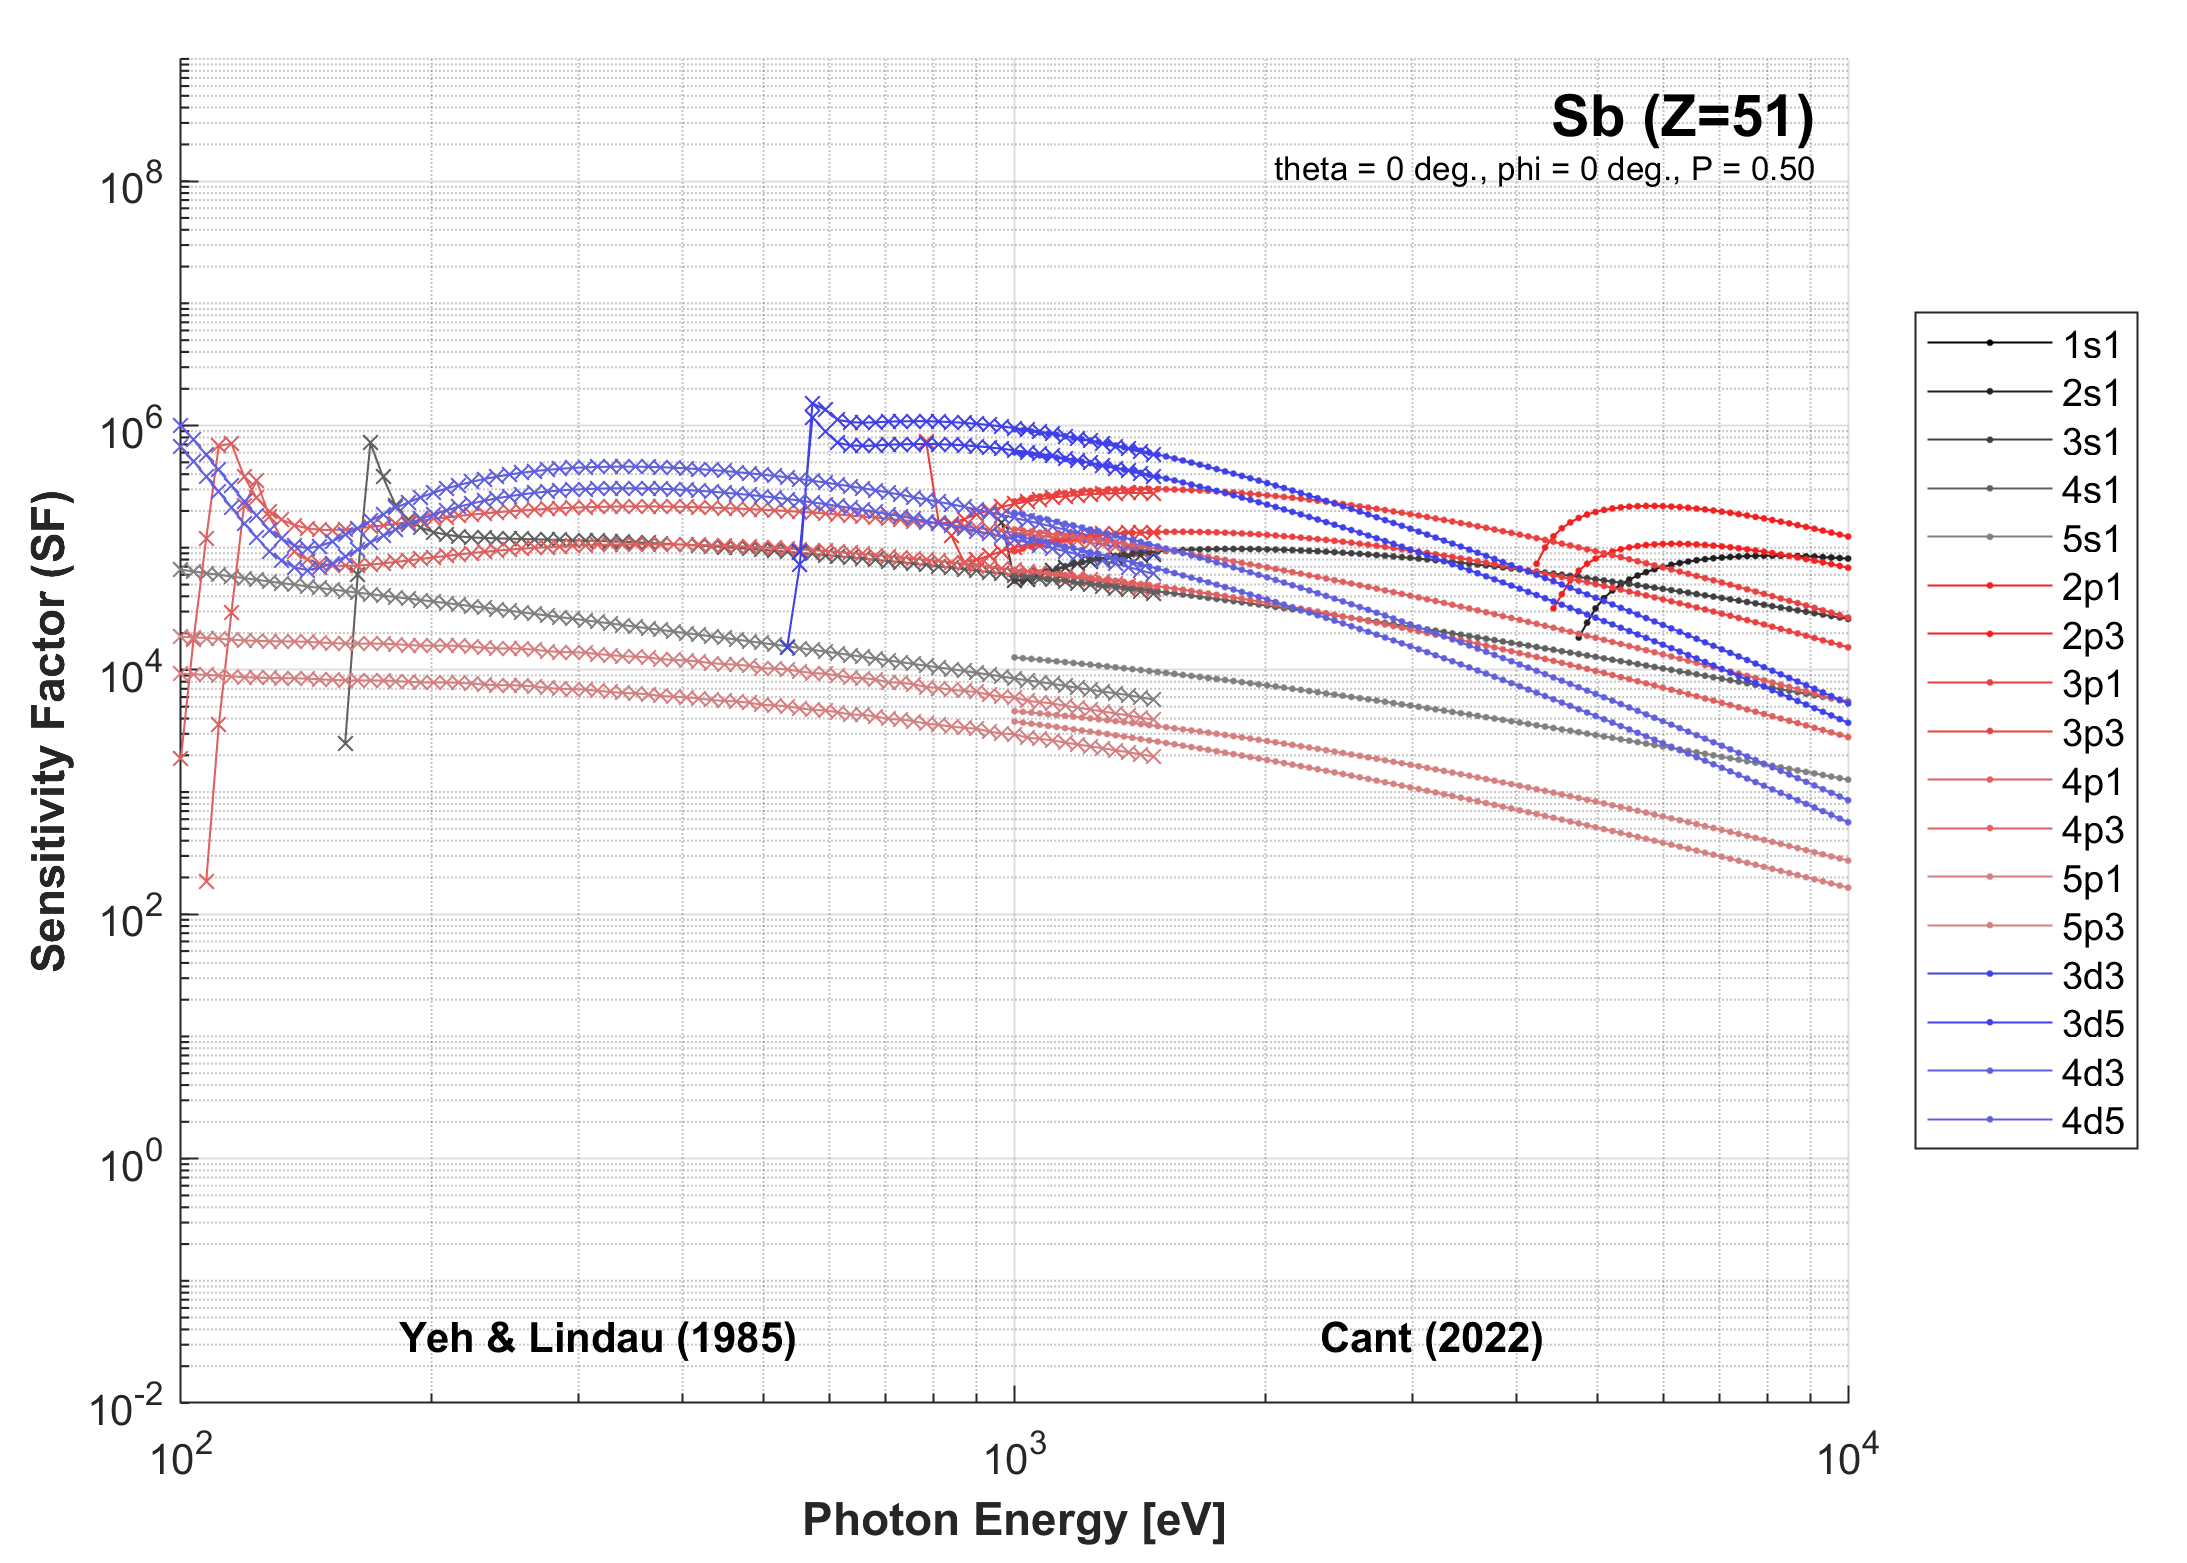 Sb (Z=51)
theta = 0 deg., phi = 0 deg., P = 0.50
Sensitivity Factor (SF)
10^8
10^6
10^4
10^2
10^0
10^-2
Yeh & Lindau (1985)
Cant (2022)
10^2
10^3
10^4
Photon Energy [eV]
1s1
2s1
3s1
4s1
5s1
2p1
2p3
3p1
3p3
4p1
4p3
5p1
5p3
3d3
3d5
4d3
4d5